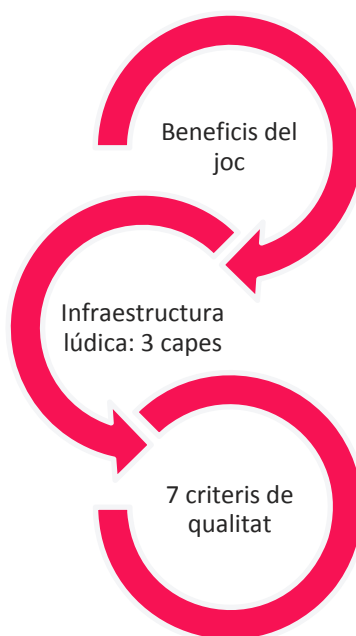 Beneficis del
joc
Infraestructura
lúdica: 3 capes
7 criteris de
qualitat